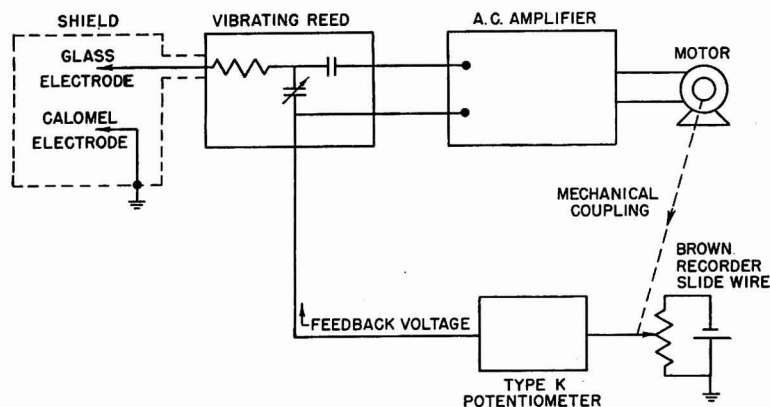 SHIELD
VIBRATING REED
A.C. AMPLIFIER
GLASS
ELECTRODE
CALOMEL
ELECTRODE
MOTOR
MECHANICAL
COUPLING
BROWN
RECORDER
SLIDE WIRE
FEEDBACK VOLTAGE
TYPE K
POTENTIOMETER